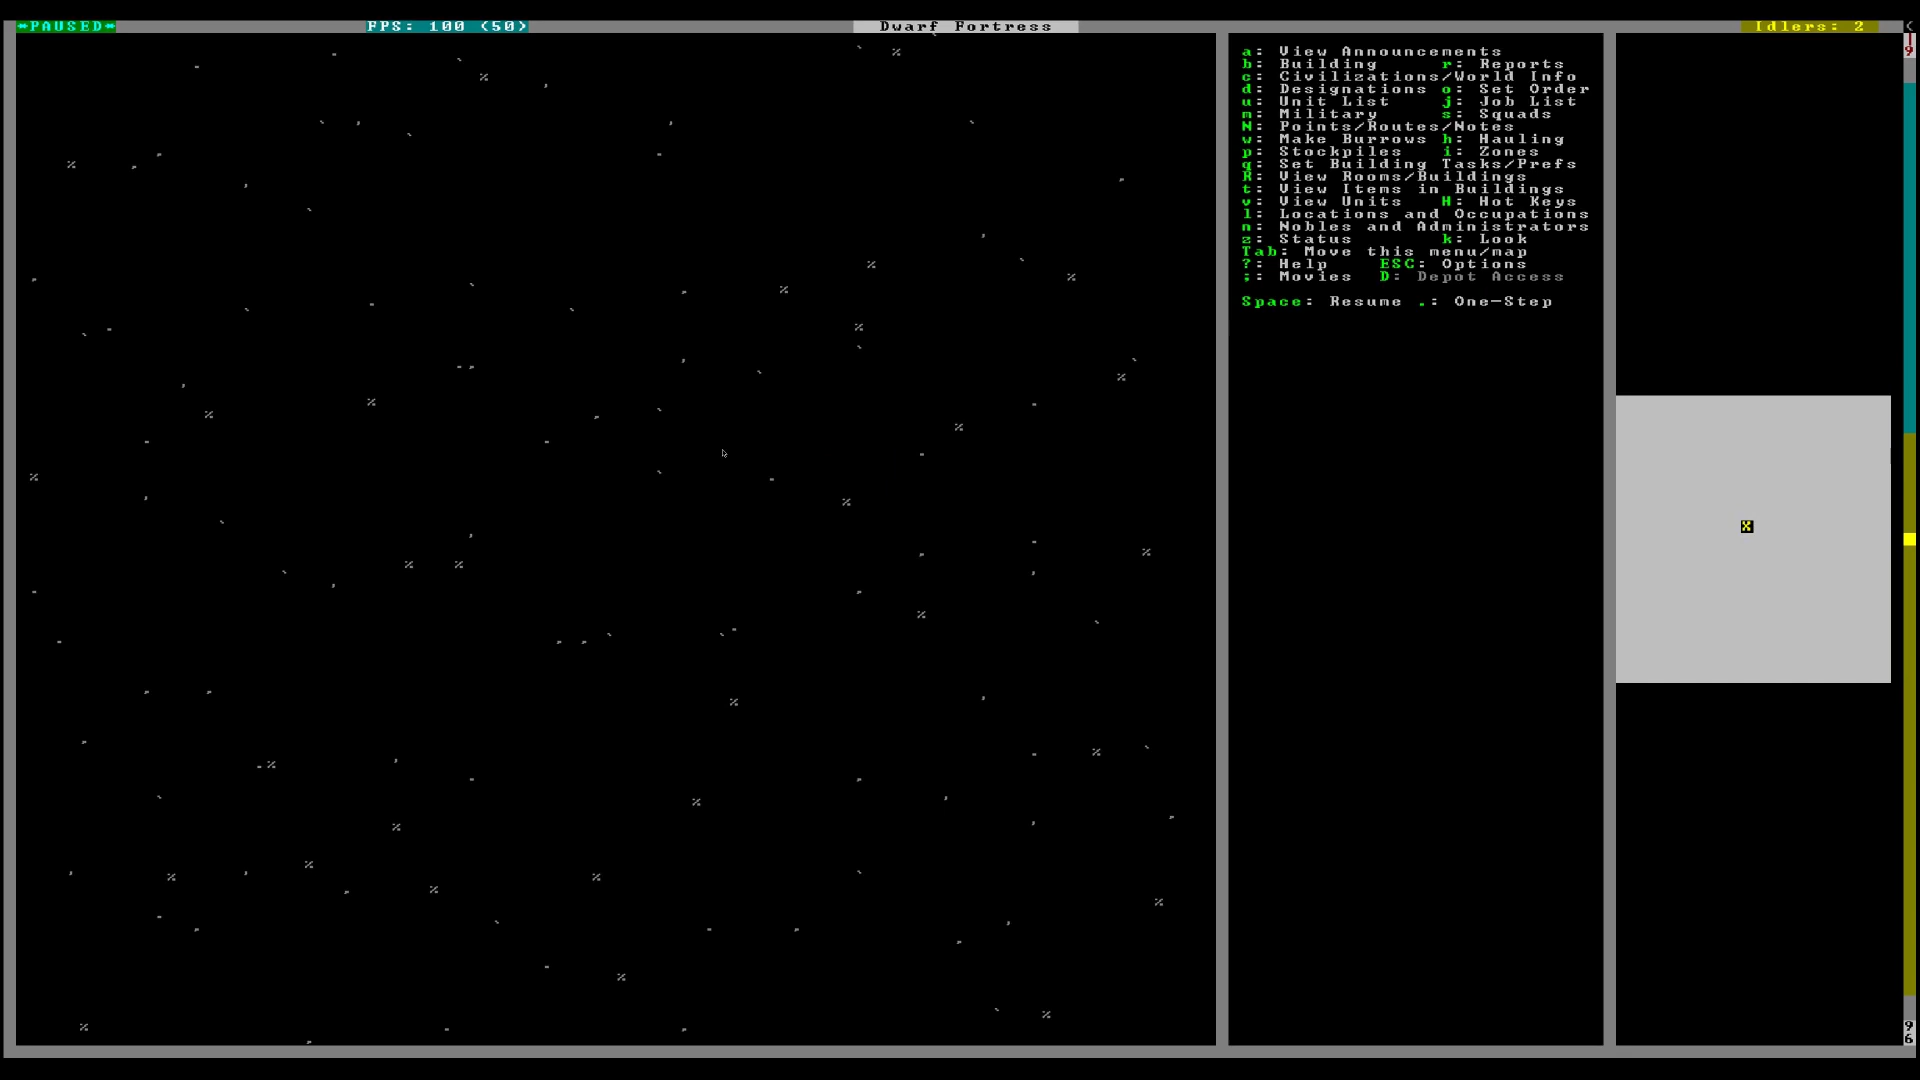 *PAUSED* FPS: 100 (50) Dwarf Fortress Idlers: 2
a: View Announcements
b: Building r: Reports
c: Civilizations/World Info
d: Designations o: Set Order
u: Unit List j: Job List
m: Military s: Squads
N: Points/Routes/Notes
w: Make Burrows h: Hauling
p: Stockpiles i: Zones
q: Set Building Tasks/Prefs
R: View Rooms/Buildings
t: View Items in Buildings
v: View Units H: Hot Keys
l: Locations and Occupations
n: Nobles and Administrators
z: Status k: Look
Tab: Move this menu/map
?: Help ESC: Options
;: Movies D: Depot Access
Space: Resume .: One-Step
X
96